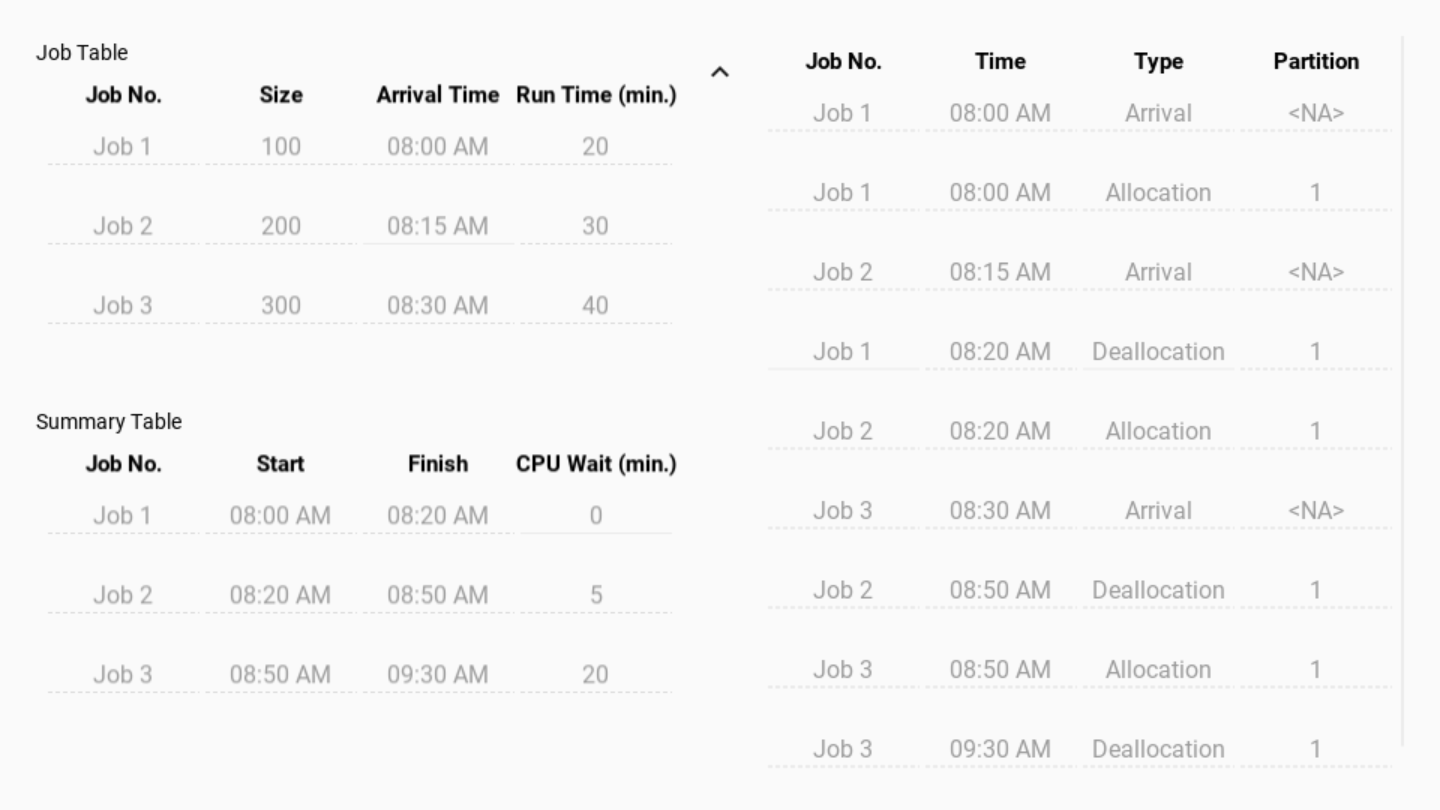 Job Table
Job No. Size Arrival Time Run Time (min.)
Job 1 100 08:00 AM 20
Job 2 200 08:15 AM 30
Job 3 300 08:30 AM 40
Summary Table
Job No. Start Finish CPU Wait (min.)
Job 1 08:00 AM 08:20 AM 0
Job 2 08:20 AM 08:50 AM 5
Job 3 08:50 AM 09:30 AM 20
Job No. Time Type Partition
Job 1 08:00 AM Arrival <NA>
Job 1 08:00 AM Allocation 1
Job 2 08:15 AM Arrival <NA>
Job 1 08:20 AM Deallocation 1
Job 2 08:20 AM Allocation 1
Job 3 08:30 AM Arrival <NA>
Job 2 08:50 AM Deallocation 1
Job 3 08:50 AM Allocation 1
Job 3 09:30 AM Deallocation 1